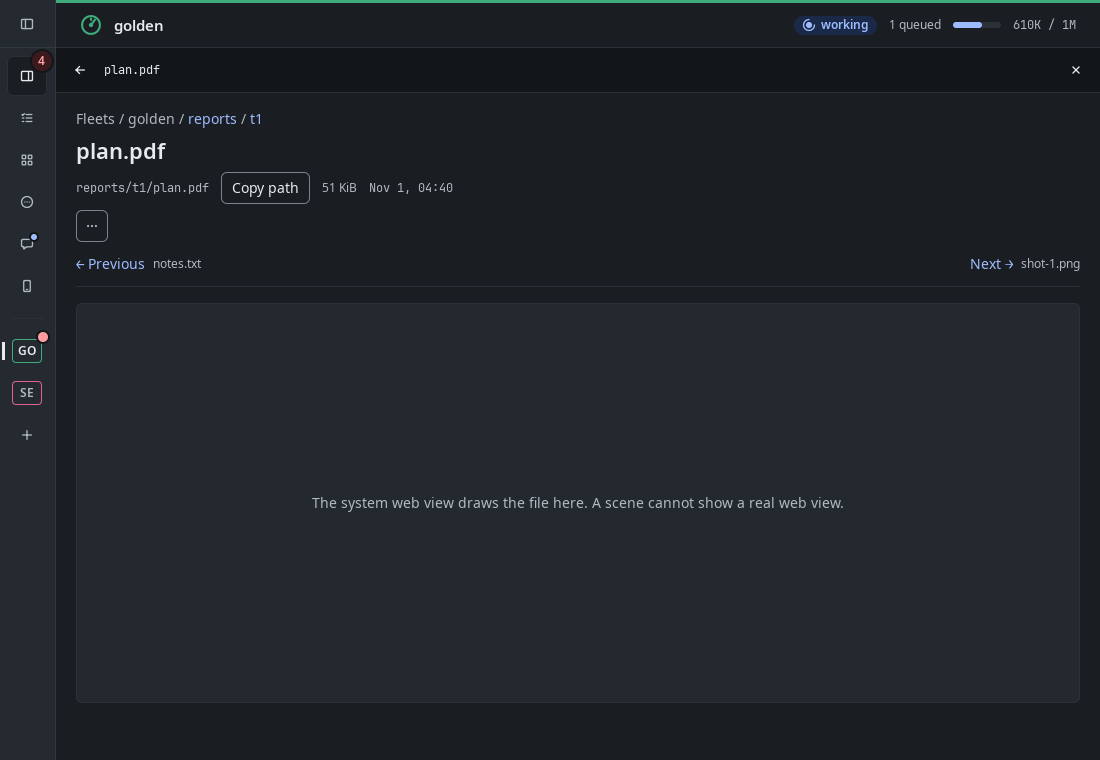 golden
working
1 queued
610K / 1M
4
plan.pdf
Fleets / golden / reports / t1
plan.pdf
reports/t1/plan.pdf
Copy path
51 KiB
Nov 1, 04:40
...
← Previous notes.txt
Next → shot-1.png
GO
SE
The system web view draws the file here. A scene cannot show a real web view.